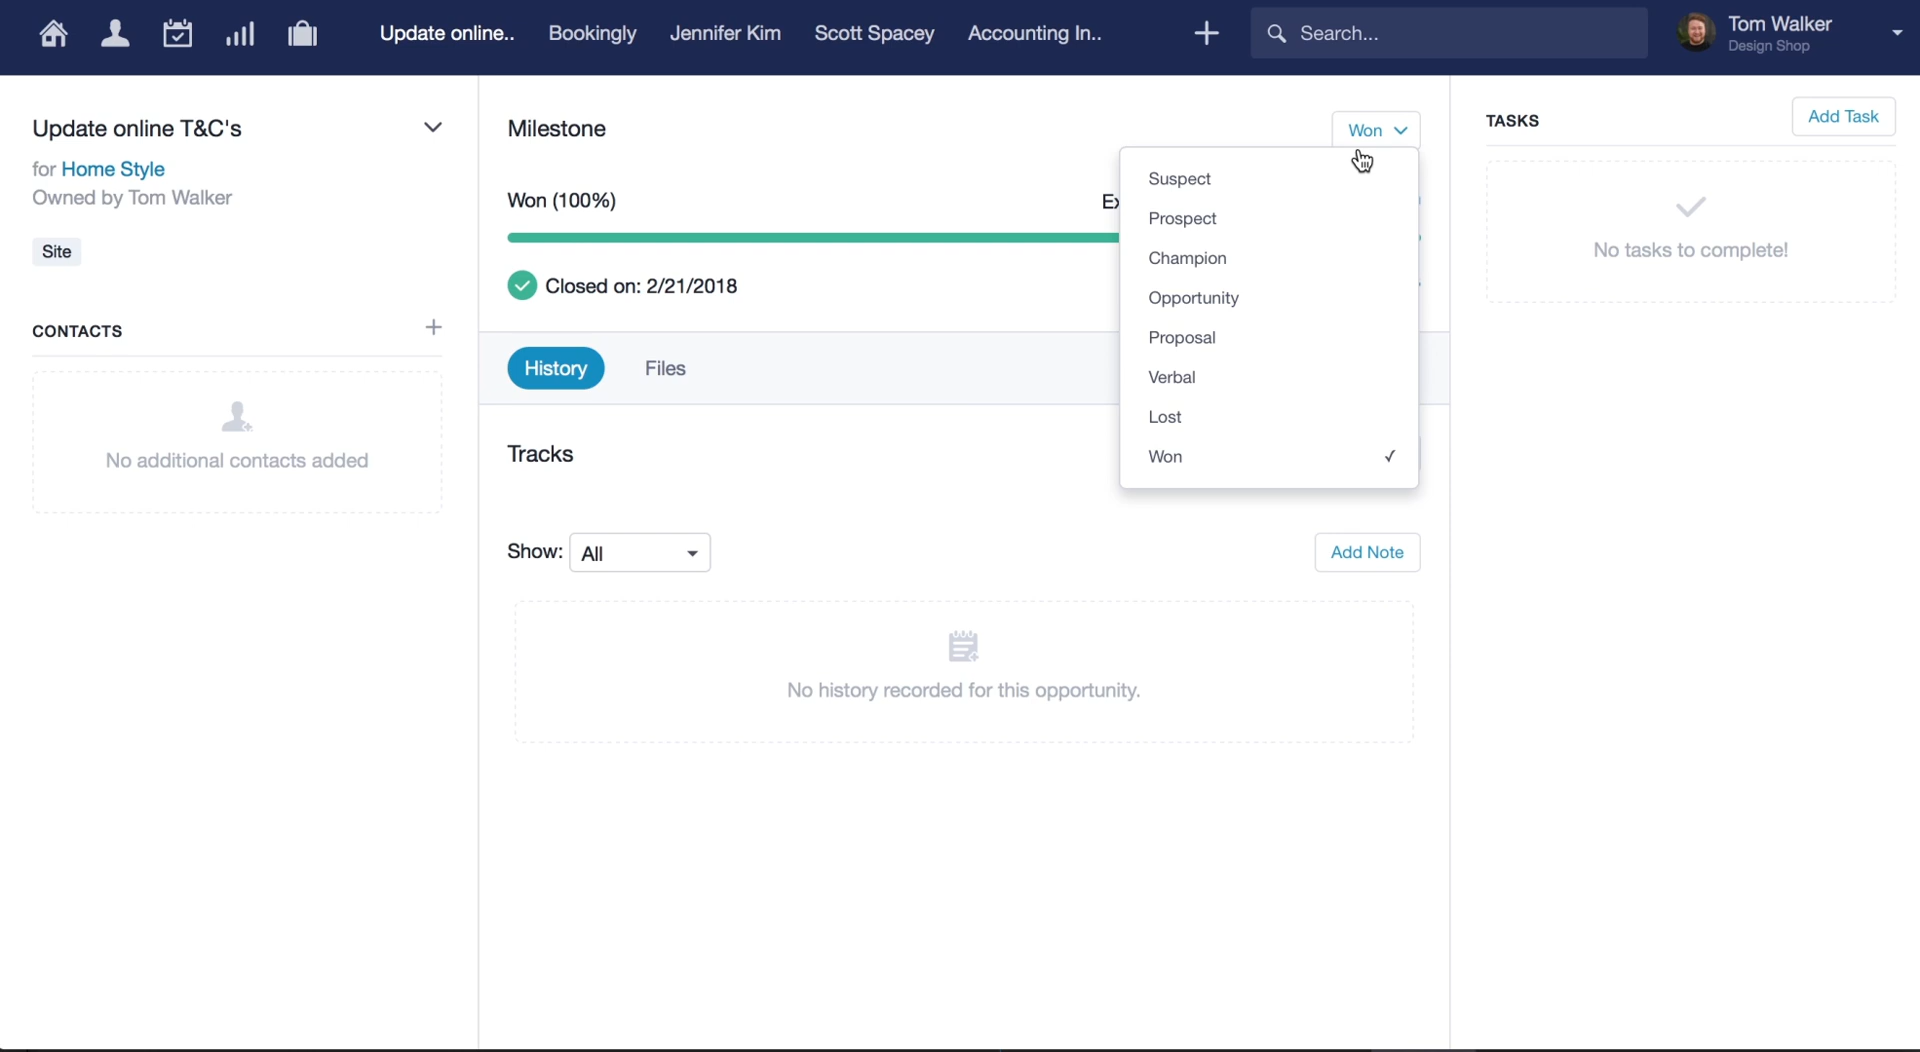 Update online..
Bookingly
Jennifer Kim
Scott Spacey
Accounting In..
Search...
Tom Walker
Design Shop
Update online T&C's
for Home Style
Owned by Tom Walker
Site
CONTACTS
No additional contacts added
Milestone
Won
Won (100%)
Closed on: 2/21/2018
Suspect
Prospect
Champion
Opportunity
Proposal
Verbal
Lost
Won
History
Files
Tracks
Show: All
Add Note
No history recorded for this opportunity.
TASKS
Add Task
No tasks to complete!